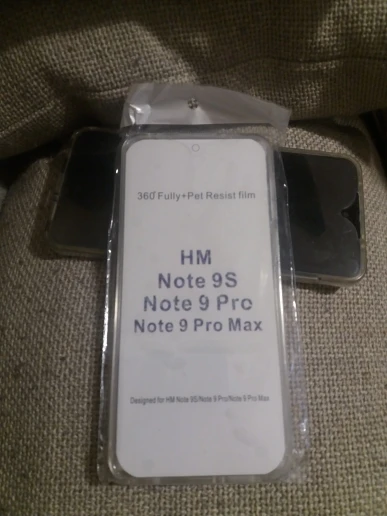 360° Fully+Pet Resist film
HM
Note 9S
Note 9 Pro
Note 9 Pro Max
Designed for HM Note 9S/Note 9 Pro/Note 9 Pro Max